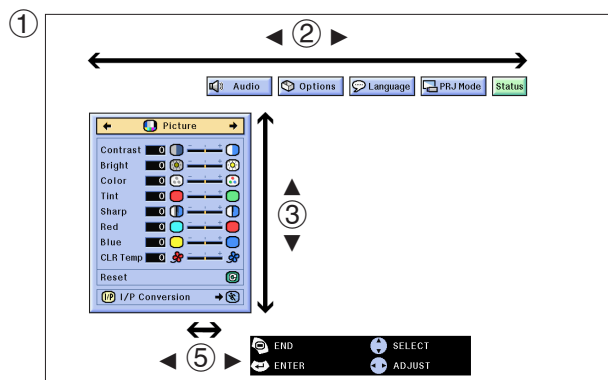 ①
◄ ② ►
Audio Options Language PRJ Mode Status
Picture
Contrast 0
Bright 0
Color 0
Tint 0
Sharp 0
Red 0
Blue 0
CLR Temp 0
Reset
I/P I/P Conversion
▲
③
▼
◄ ⑤ ►
END SELECT
ENTER ADJUST